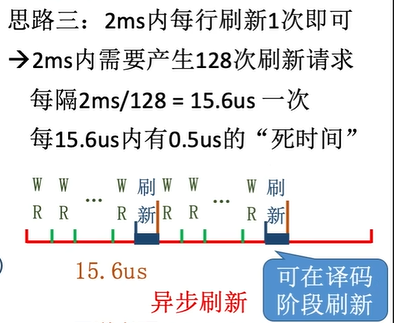 思路三：2ms内每行刷新1次即可
→2ms内需要产生128次刷新请求
每隔2ms/128 = 15.6us 一次
每15.6us内有0.5us的“死时间”
W W W 刷 W W W 刷
R R … R 新 R R … R 新
15.6us
异步刷新
可在译码
阶段刷新